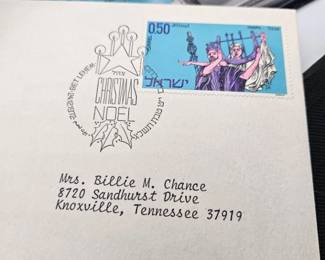 0.50
ישראל
CHRISTMAS
NOEL
Mrs. Billie M. Chance
8720 Sandhurst Drive
Knoxville, Tennessee 37919